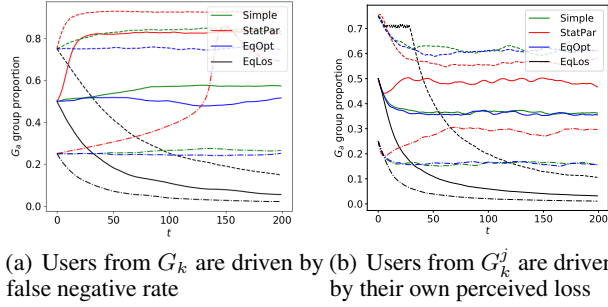 Simple
StatPar
EqOpt
EqLos
0.8
0.6
0.4
0.2
0.0
G_a group proportion
0 50 100 150 200
t
Simple
StatPar
EqOpt
EqLos
0.7
0.6
0.5
0.4
0.3
0.2
0.1
0.0
G_a group proportion
0 50 100 150 200
t
(a) Users from G_k are driven by
false negative rate
(b) Users from G_k^j are driven
by their own perceived loss